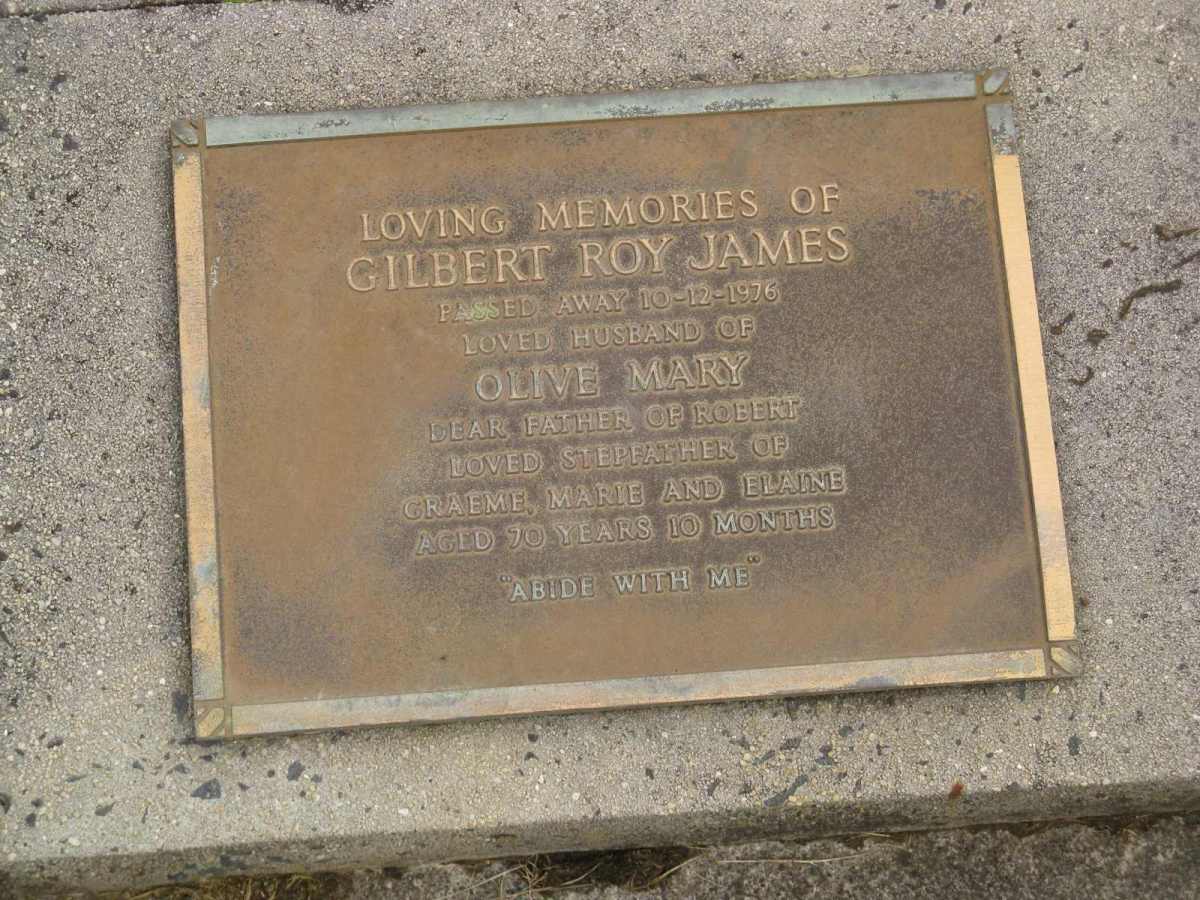 LOVING MEMORIES OF
GILBERT ROY JAMES
PASSED AWAY 10-12-1976
LOVED HUSBAND OF
OLIVE MARY
DEAR FATHER OF ROBERT
LOVED STEPFATHER OF
GRAEME, MARIE AND ELAINE
AGED 70 YEARS 10 MONTHS
"ABIDE WITH ME"